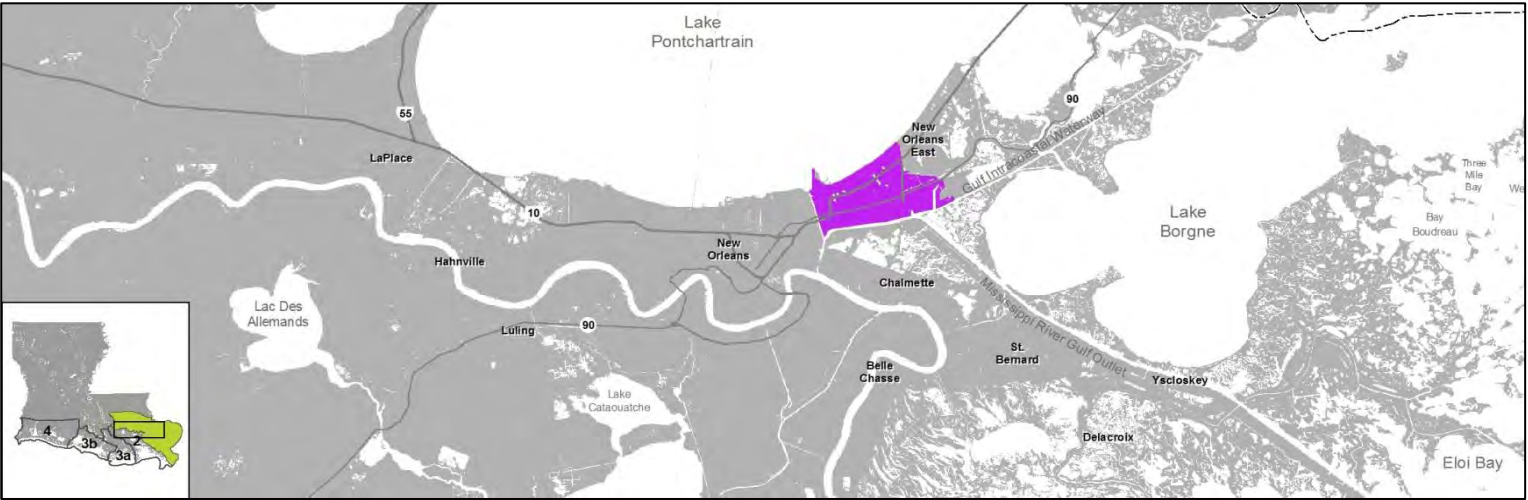 Lake
Pontchartrain
55
90
New
Orleans
East
LaPlace
Gulf Intracoastal Waterway
Three
Mile
Bay
10
Lake
Borgne
Bay
Boudreau
New
Orleans
Hahnville
Chalmette
Lac Des
Allemands
Mississippi River Gulf Outlet
Luling
90
St.
Bernard
Belle
Chasse
Yscloskey
Lake
Cataouatche
Delacroix
Eloi Bay
4
3b
2
3a